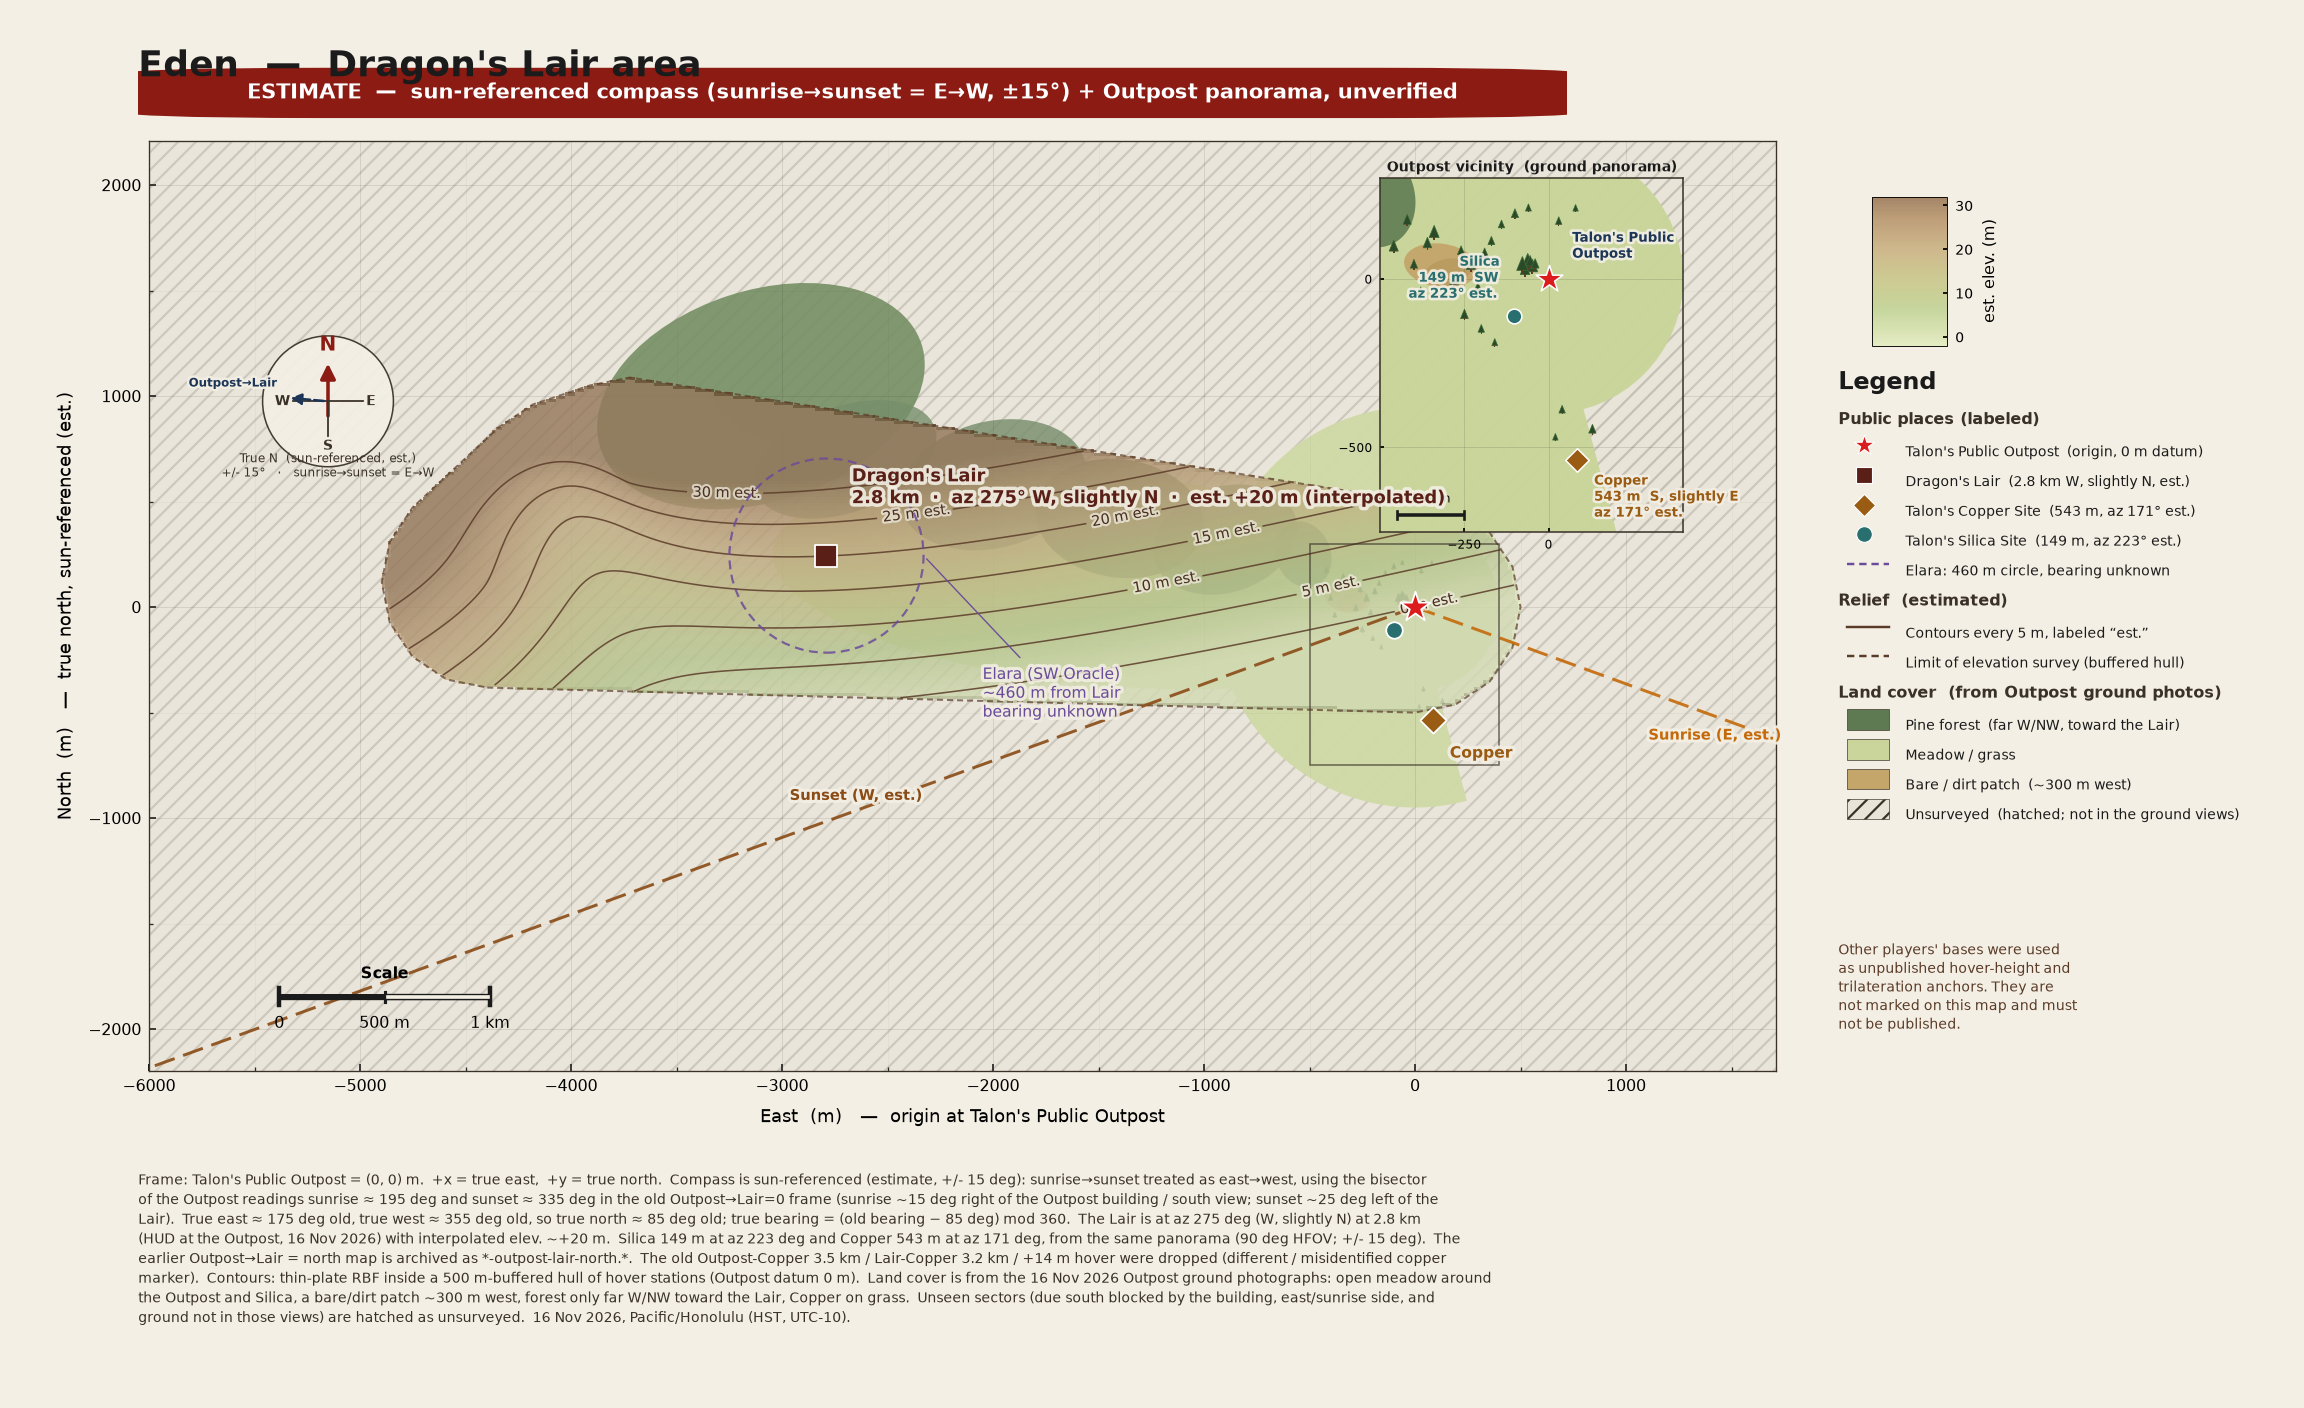 Eden — Dragon's Lair area
ESTIMATE — sun-referenced compass (sunrise→sunset = E→W, ±15°) + Outpost panorama, unverified
North (m) — true north, sun-referenced (est.)
2000
1000
0
−1000
−2000
−6000
−5000
−4000
−3000
−2000
−1000
0
1000
East (m) — origin at Talon's Public Outpost
N
W
E
S
Outpost→Lair
True N (sun-referenced, est.)
+/- 15° · sunrise→sunset = E→W
30 m est.
25 m est.
20 m est.
15 m est.
10 m est.
5 m est.
est.
Dragon's Lair
2.8 km · az 275° W, slightly N · est. +20 m (interpolated)
Elara (SW Oracle)
~460 m from Lair
bearing unknown
Sunset (W, est.)
Sunrise (E, est.)
Copper
Scale
0
500 m
1 km
Outpost vicinity (ground panorama)
Talon's Public
Outpost
Silica
149 m SW
az 223° est.
Copper
543 m S, slightly E
az 171° est.
0
−500
−250
0
30
20
10
0
est. elev. (m)
Legend
Public places (labeled)
Talon's Public Outpost (origin, 0 m datum)
Dragon's Lair (2.8 km W, slightly N, est.)
Talon's Copper Site (543 m, az 171° est.)
Talon's Silica Site (149 m, az 223° est.)
Elara: 460 m circle, bearing unknown
Relief (estimated)
Contours every 5 m, labeled “est.”
Limit of elevation survey (buffered hull)
Land cover (from Outpost ground photos)
Pine forest (far W/NW, toward the Lair)
Meadow / grass
Bare / dirt patch (~300 m west)
Unsurveyed (hatched; not in the ground views)
Other players' bases were used
as unpublished hover-height and
trilateration anchors. They are
not marked on this map and must
not be published.
Frame: Talon's Public Outpost = (0, 0) m. +x = true east, +y = true north. Compass is sun-referenced (estimate, +/- 15 deg): sunrise→sunset treated as east→west, using the bisector
of the Outpost readings sunrise ≈ 195 deg and sunset ≈ 335 deg in the old Outpost→Lair=0 frame (sunrise ~15 deg right of the Outpost building / south view; sunset ~25 deg left of the
Lair). True east ≈ 175 deg old, true west ≈ 355 deg old, so true north ≈ 85 deg old; true bearing = (old bearing − 85 deg) mod 360. The Lair is at az 275 deg (W, slightly N) at 2.8 km
(HUD at the Outpost, 16 Nov 2026) with interpolated elev. ~+20 m. Silica 149 m at az 223 deg and Copper 543 m at az 171 deg, from the same panorama (90 deg HFOV; +/- 15 deg). The
earlier Outpost→Lair = north map is archived as *-outpost-lair-north.*. The old Outpost-Copper 3.5 km / Lair-Copper 3.2 km / +14 m hover were dropped (different / misidentified copper
marker). Contours: thin-plate RBF inside a 500 m-buffered hull of hover stations (Outpost datum 0 m). Land cover is from the 16 Nov 2026 Outpost ground photographs: open meadow around
the Outpost and Silica, a bare/dirt patch ~300 m west, forest only far W/NW toward the Lair, Copper on grass. Unseen sectors (due south blocked by the building, east/sunrise side, and
ground not in those views) are hatched as unsurveyed. 16 Nov 2026, Pacific/Honolulu (HST, UTC-10).